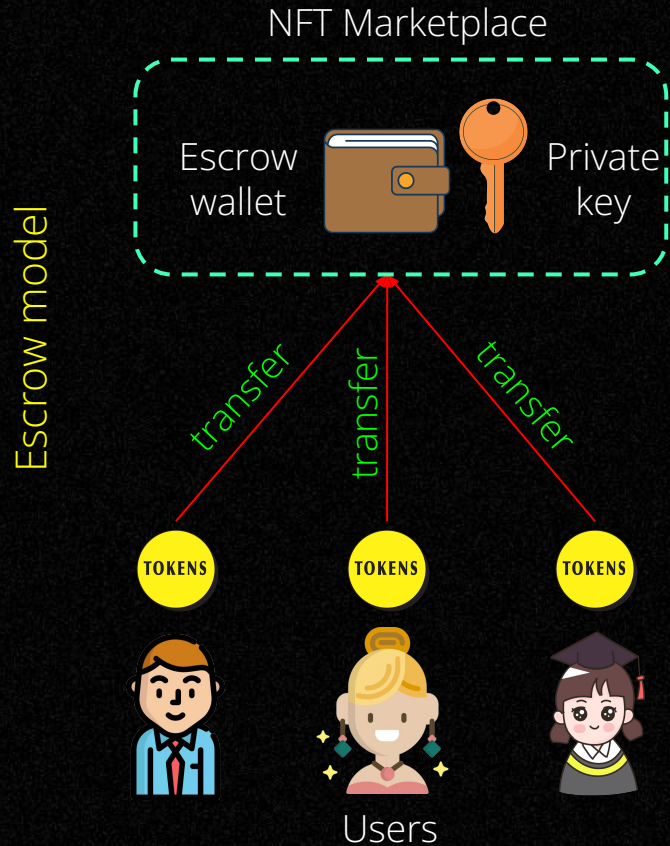 NFT Marketplace
Escrow
wallet
Private
key
Escrow model
transfer
transfer
transfer
TOKENS
TOKENS
TOKENS
Users